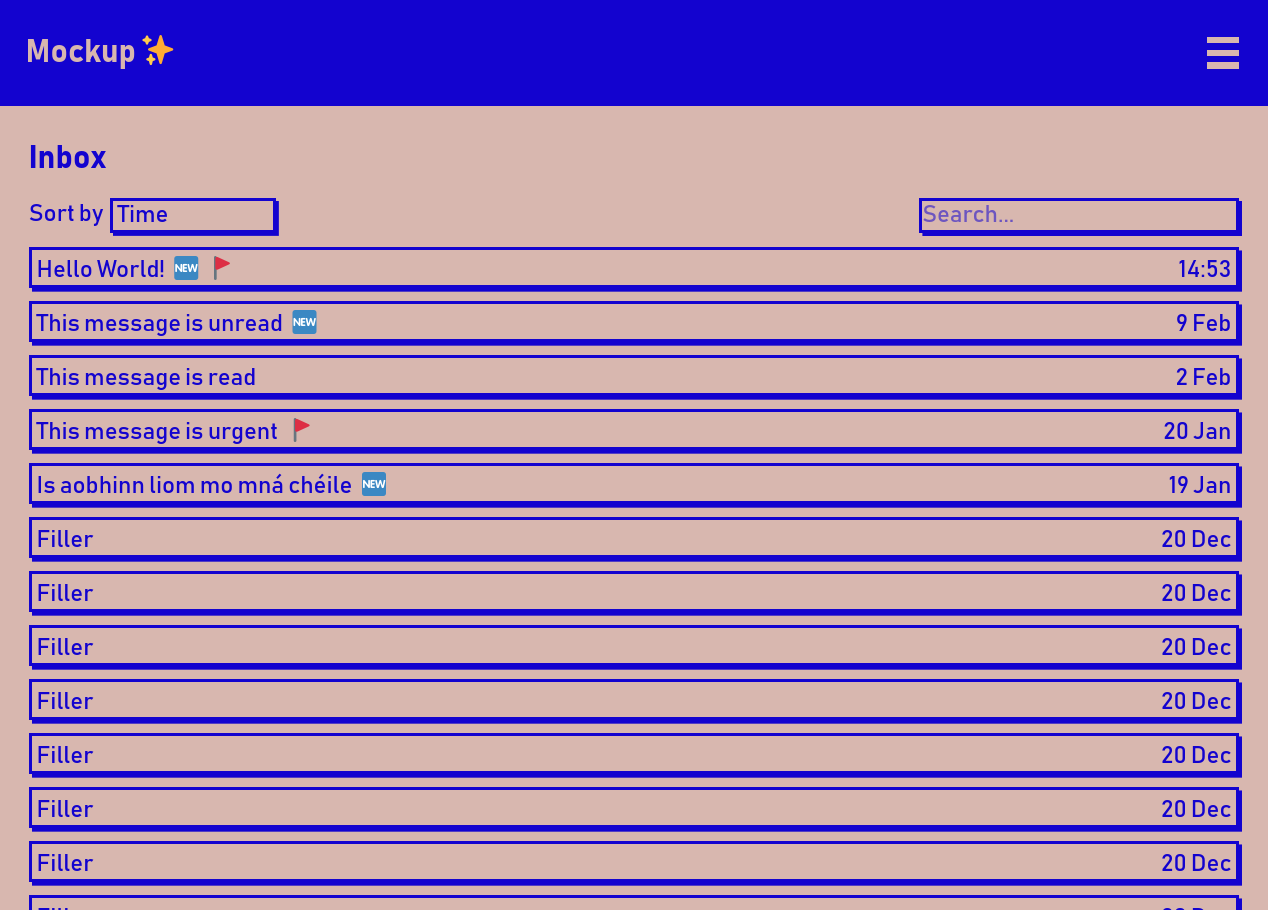 Mockup ✨
Inbox
Sort by Time Search...
Hello World! 🆕 🚩 14:53
This message is unread 🆕 9 Feb
This message is read 2 Feb
This message is urgent 🚩 20 Jan
Is aobhinn liom mo mná chéile 🆕 19 Jan
Filler 20 Dec
Filler 20 Dec
Filler 20 Dec
Filler 20 Dec
Filler 20 Dec
Filler 20 Dec
Filler 20 Dec